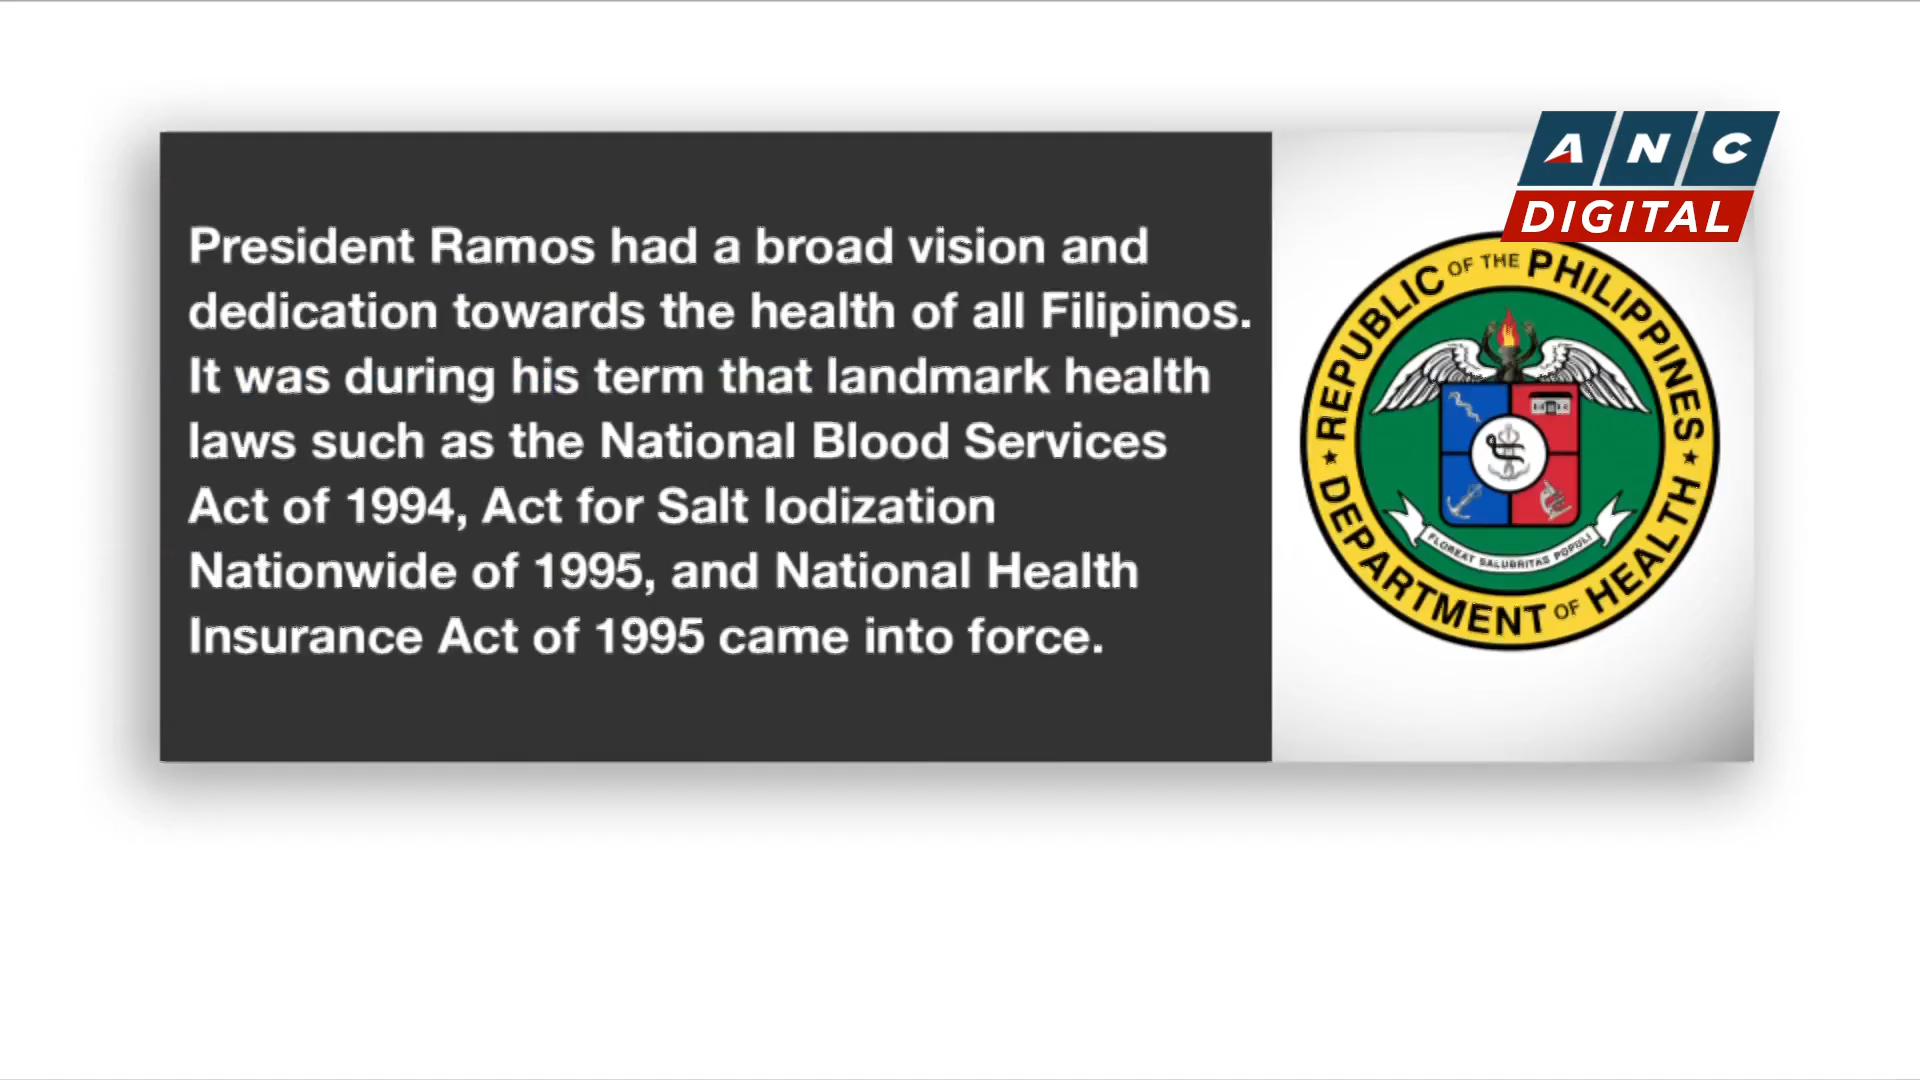 President Ramos had a broad vision and
dedication towards the health of all Filipinos.
It was during his term that landmark health
laws such as the National Blood Services
Act of 1994, Act for Salt Iodization
Nationwide of 1995, and National Health
Insurance Act of 1995 came into force.
ANC
DIGITAL
REPUBLIC OF THE PHILIPPINES
FLOREAT SALUBRITAS POPULI
DEPARTMENT OF HEALTH